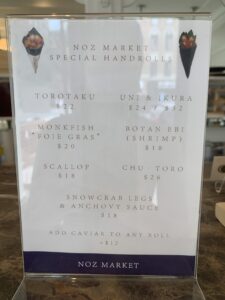 NOZ MARKET
SPECIAL HANDROLLS
TOROTAKU
$22
UNI & IKURA
$24 / $32
MONKFISH
"FOIE GRAS"
$20
BOTAN EBI
(SHRIMP)
$18
SCALLOP
$18
CHU-TORO
SNOWCRAB LEGS
& ANCHOVY SAUCE
$18
ADD CAVIAR TO ANY ROLL
+$12
NOZ MARKET